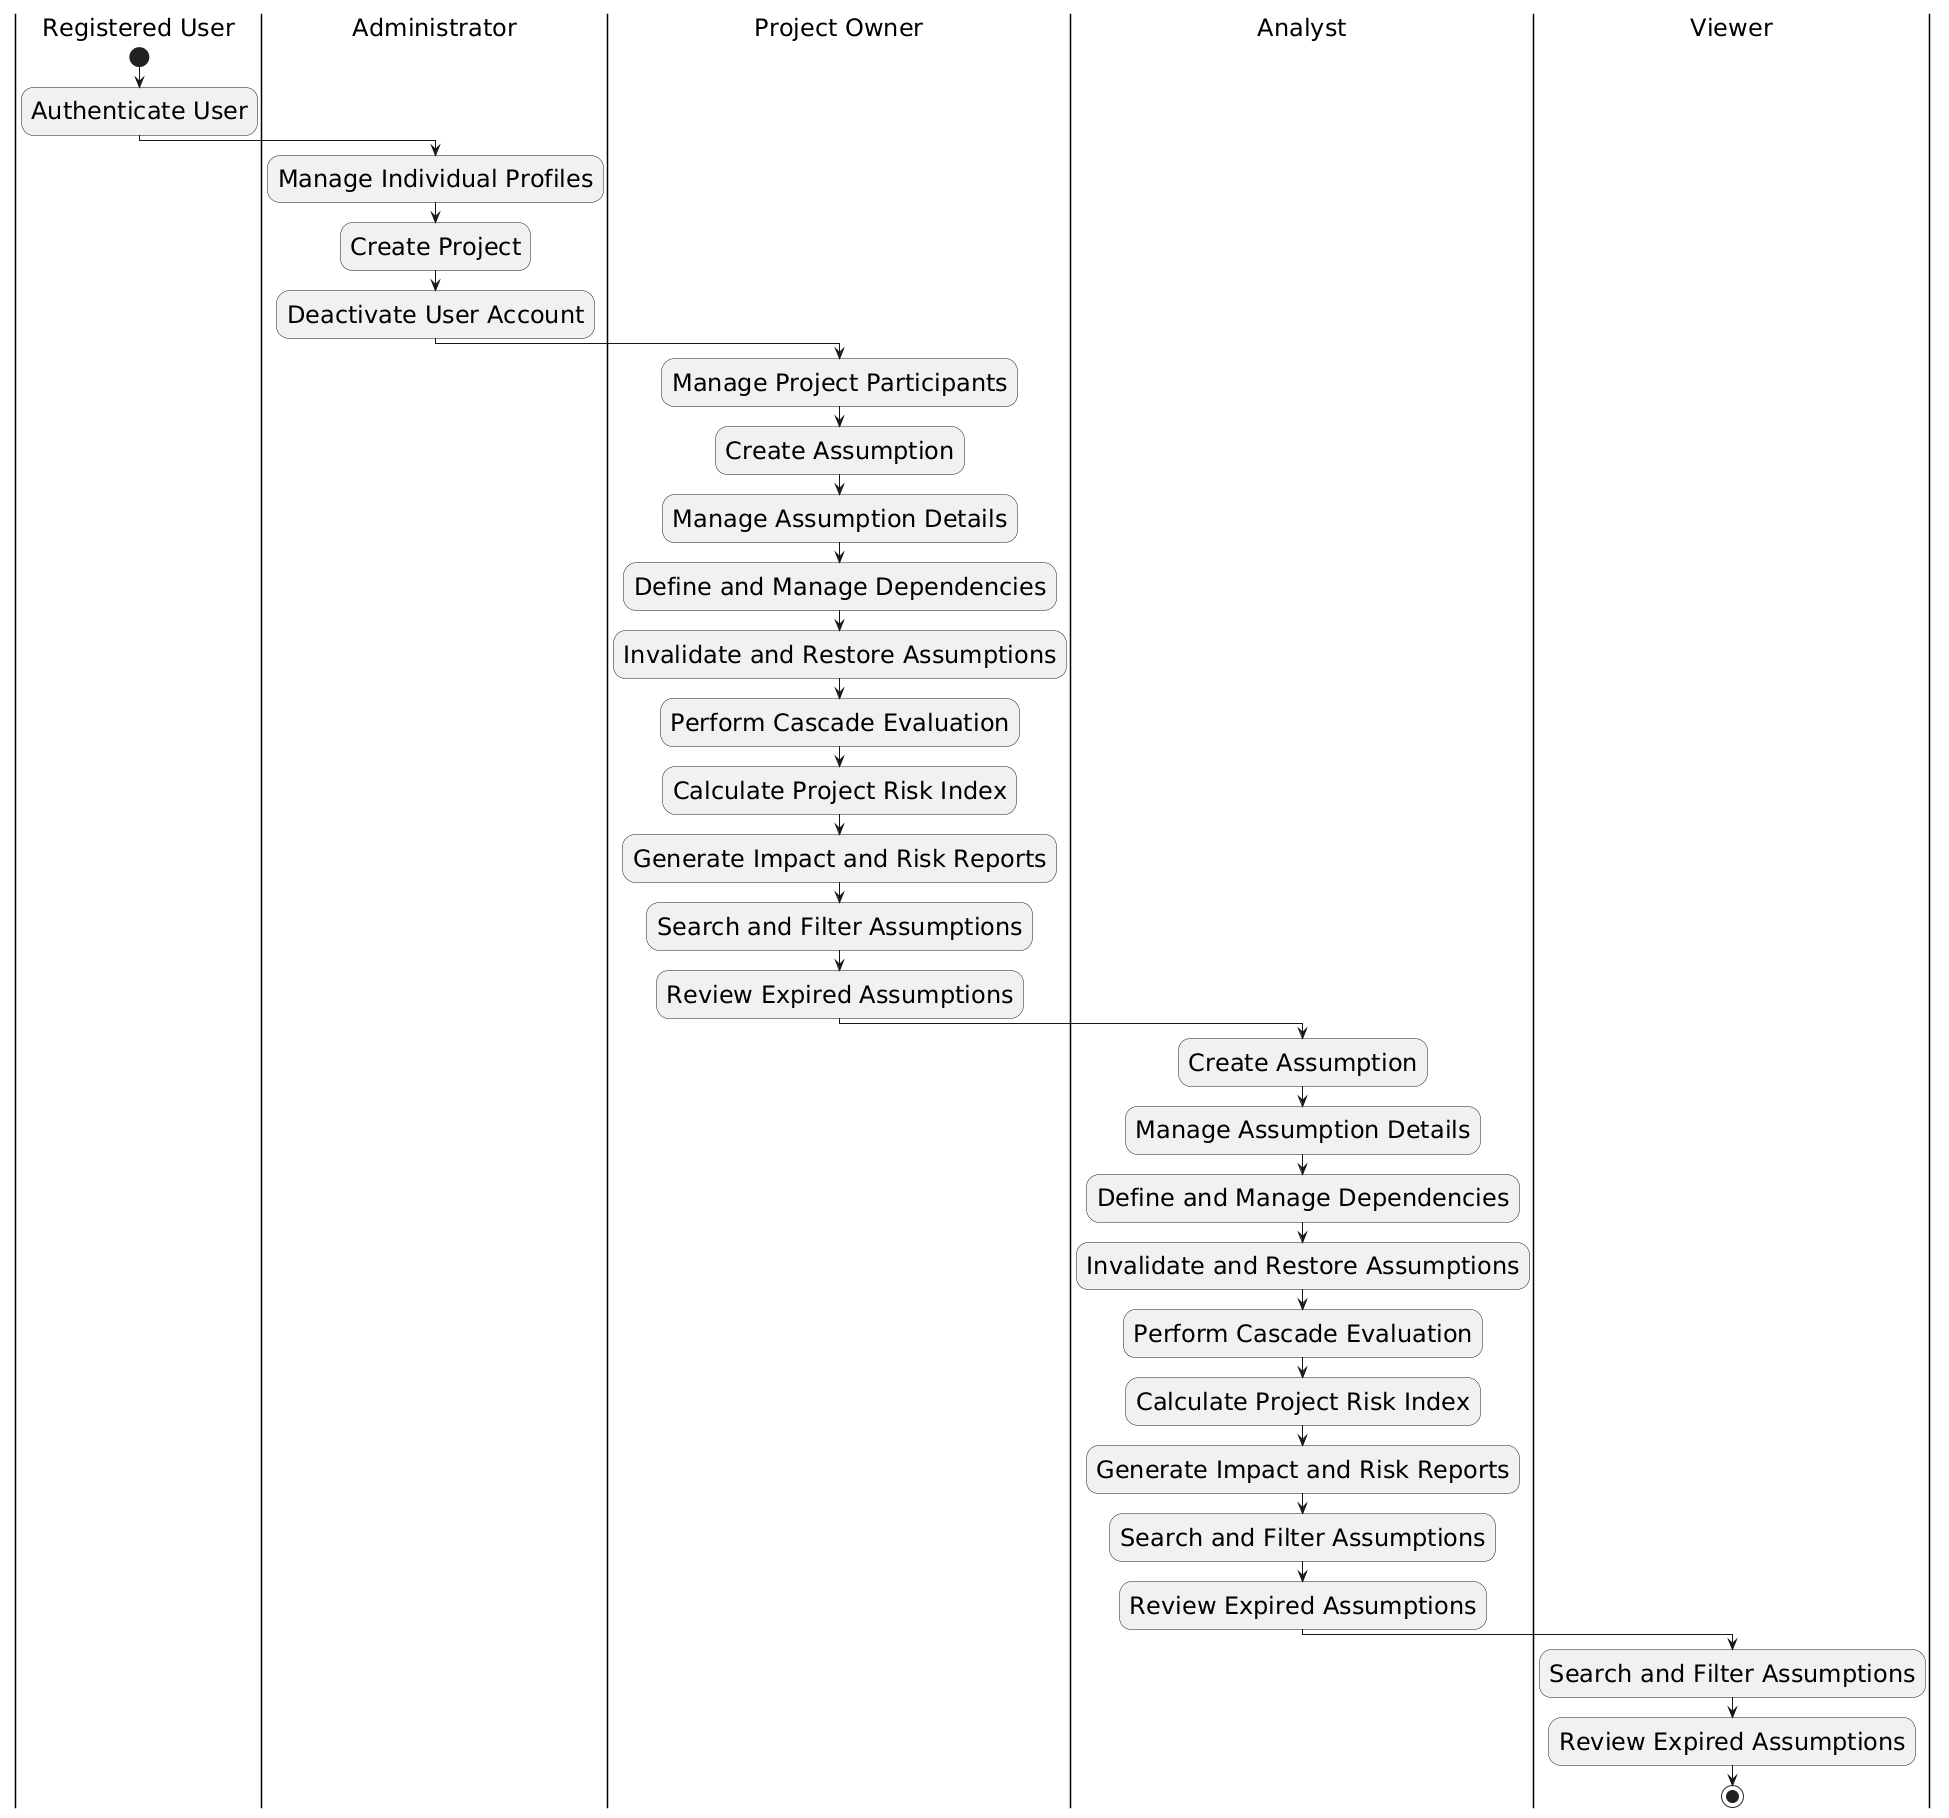 Registered User
Administrator
Project Owner
Analyst
Viewer
Authenticate User
Manage Individual Profiles
Create Project
Deactivate User Account
Manage Project Participants
Create Assumption
Manage Assumption Details
Define and Manage Dependencies
Invalidate and Restore Assumptions
Perform Cascade Evaluation
Calculate Project Risk Index
Generate Impact and Risk Reports
Search and Filter Assumptions
Review Expired Assumptions
Create Assumption
Manage Assumption Details
Define and Manage Dependencies
Invalidate and Restore Assumptions
Perform Cascade Evaluation
Calculate Project Risk Index
Generate Impact and Risk Reports
Search and Filter Assumptions
Review Expired Assumptions
Search and Filter Assumptions
Review Expired Assumptions